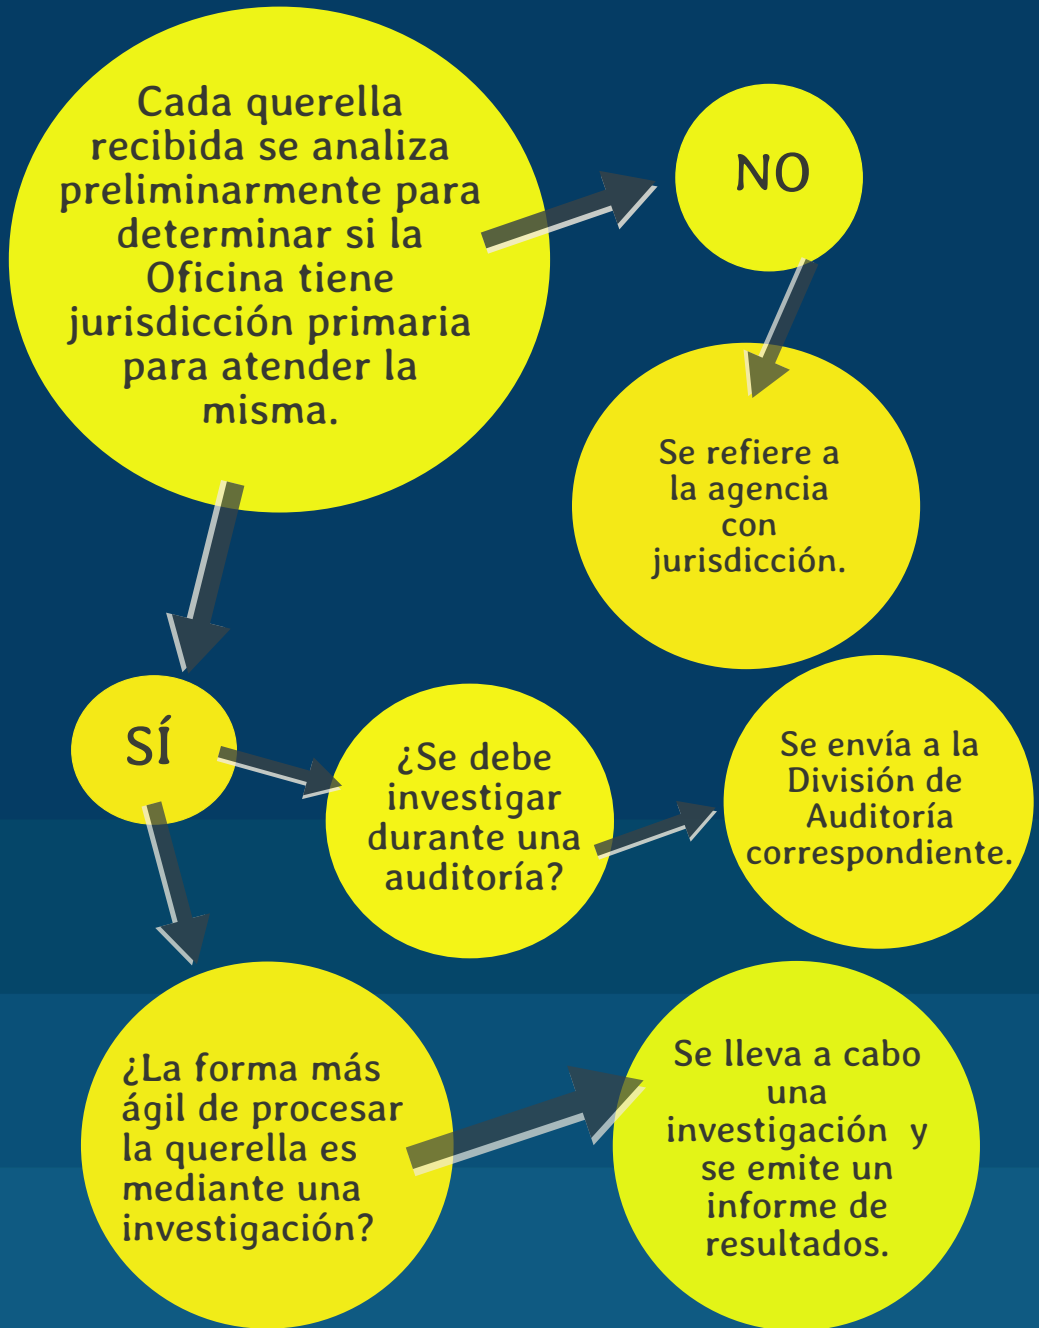 Cada querella
recibida se analiza
preliminarmente para
determinar si la
Oficina tiene
jurisdicción primaria
para atender la
misma.
NO
Se refiere a
la agencia
con
jurisdicción.
SÍ
¿Se debe
investigar
durante una
auditoría?
Se envía a la
División de
Auditoría
correspondiente.
¿La forma más
ágil de procesar
la querella es
mediante una
investigación?
Se lleva a cabo
una
investigación y
se emite un
informe de
resultados.